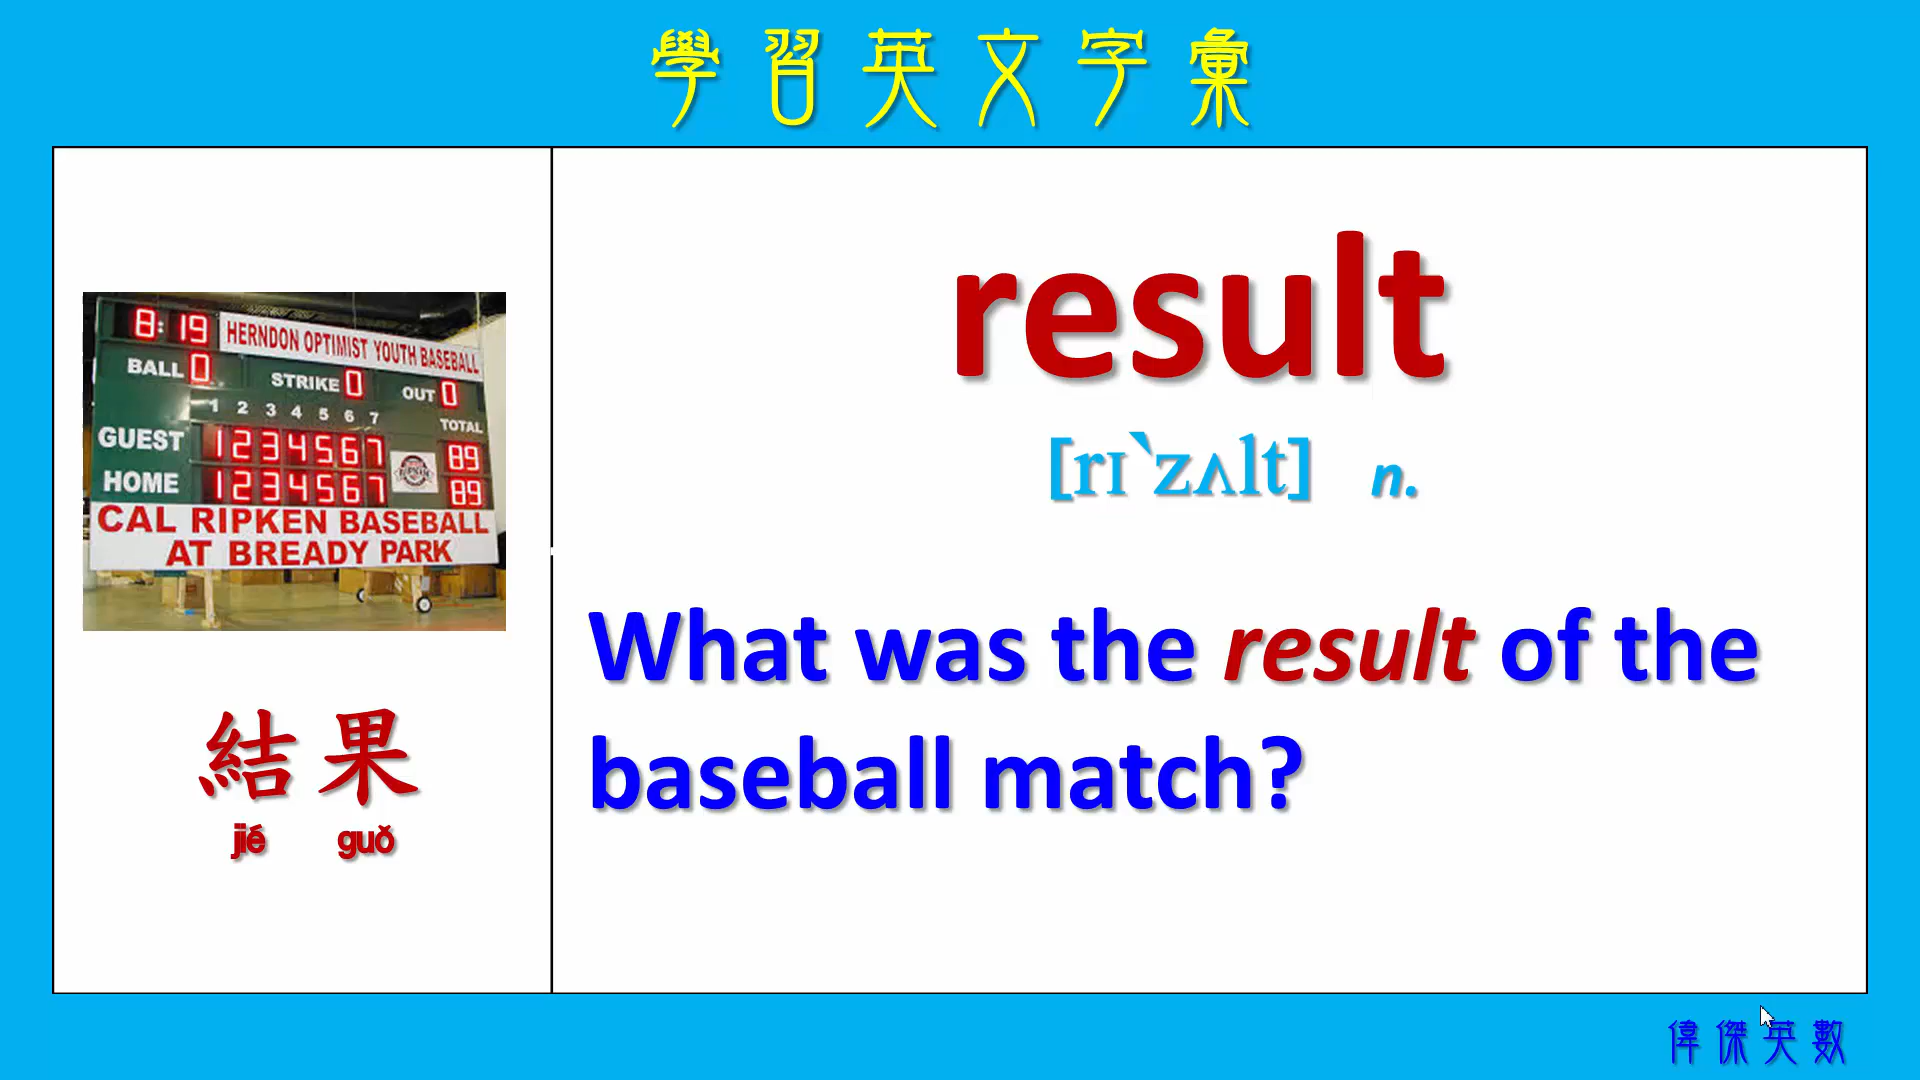 學習英文字彙
8:19 HERNDON OPTIMIST YOUTH BASEBALL
BALL 0 STRIKE 0 OUT 0
1 2 3 4 5 6 7 TOTAL
GUEST 1 2 3 4 5 6 7 89
HOME 1 2 3 4 5 6 7 89
CAL RIPKEN BASEBALL
AT BREADY PARK
結果
jié guǒ
result
[rɪˋzʌlt] n.
What was the result of the
baseball match?
偉傑英數